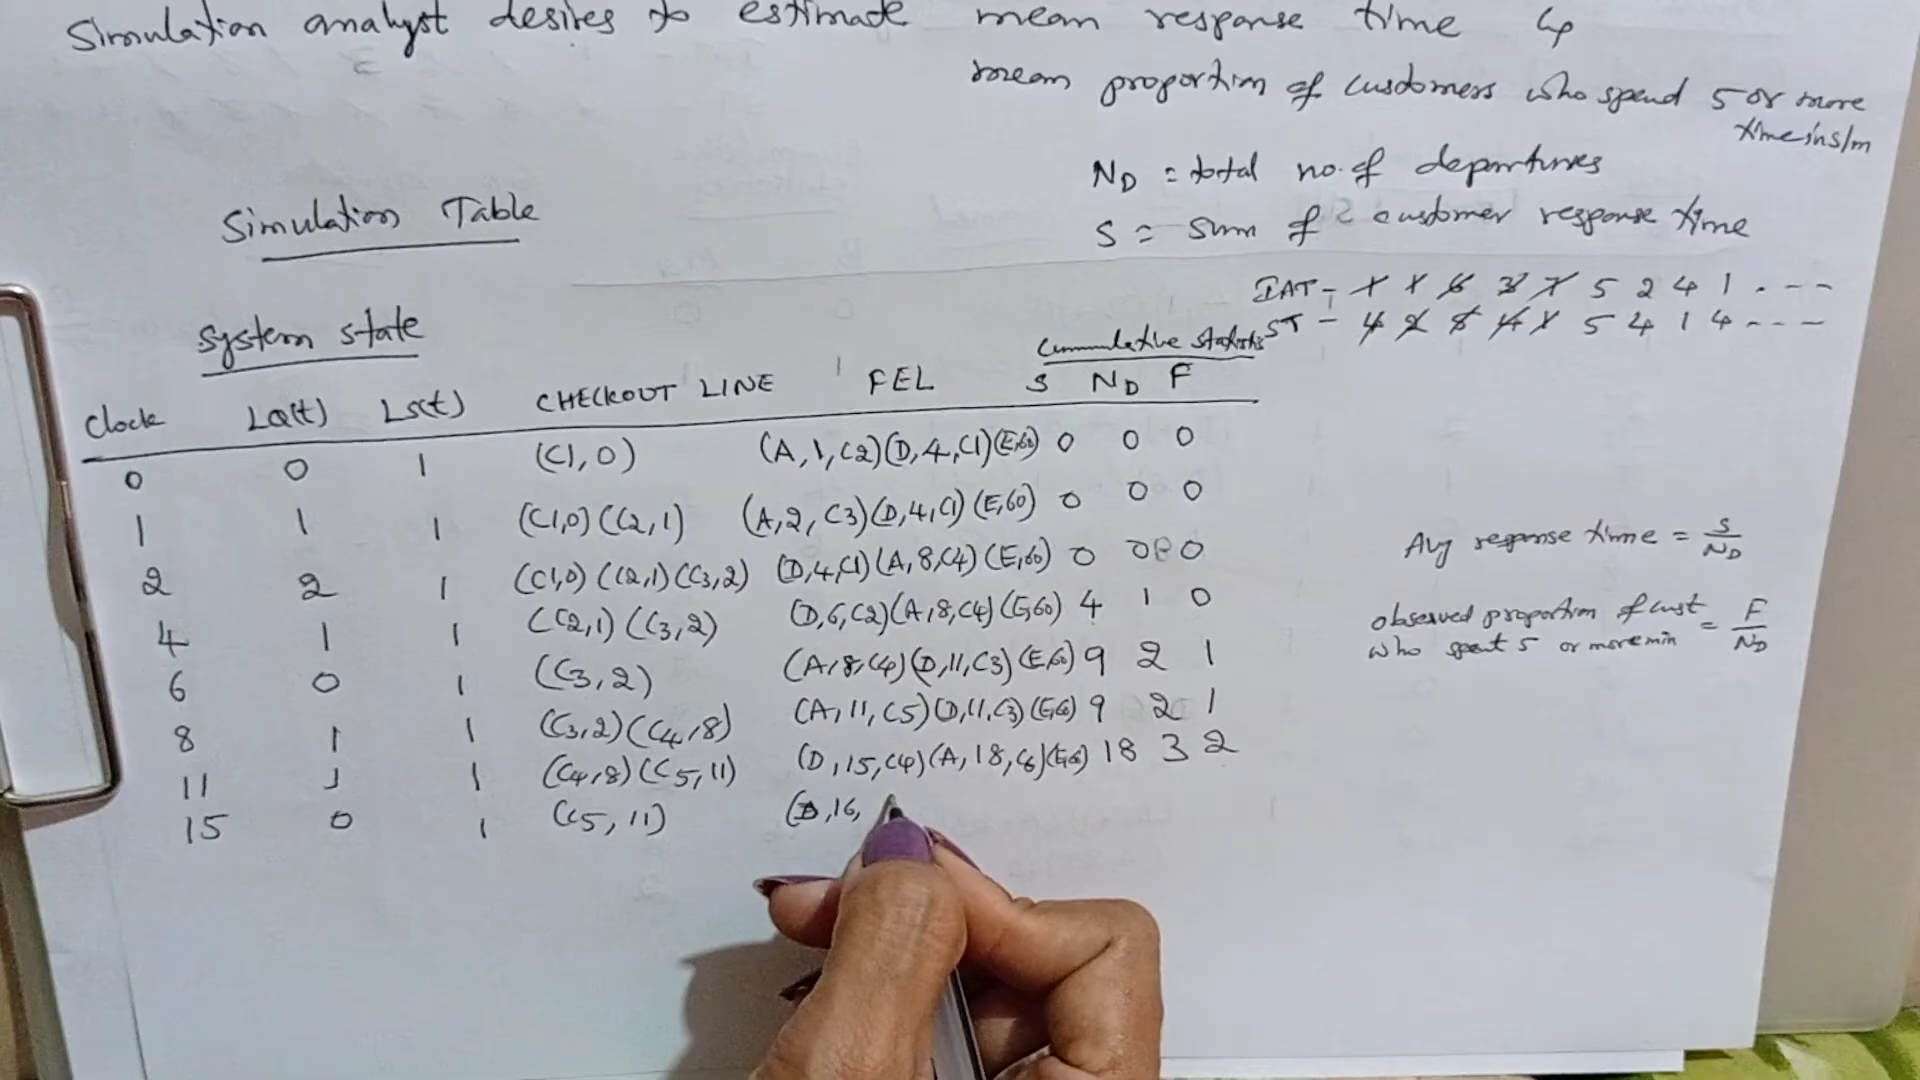 Simulation analyst desires to estimate mean response time &
mean proportion of customers who spend 5 or more
time in s/m
ND = total no. of departures
S = sum of customer response time
Simulation Table
IAT - 1 1 6 3 7 5 2 4 1 . - - -
ST - 4 2 5 4 1 5 4 1 4 - - - -
System state
Cummulative Statistis
Clock LQ(t) LS(t) CHECKOUT LINE FEL S ND F
0 0 1 (C1,0) (A,1,C2)(D,4,C1)(E,60) 0 0 0
1 1 1 (C1,0)(C2,1) (A,2,C3)(D,4,C1)(E,60) 0 0 0
2 2 1 (C1,0)(C2,1)(C3,2) (D,4,C1)(A,8,C4)(E,60) 0 0 0
4 1 1 (C2,1)(C3,2) (D,6,C2)(A,8,C4)(E,60) 4 1 0
6 0 1 (C3,2) (A,8,C4)(D,11,C3)(E,60) 9 2 1
8 1 1 (C3,2)(C4,8) (A,11,C5)(D,11,C3)(E,60) 9 2 1
11 1 1 (C4,8)(C5,11) (D,15,C4)(A,18,C6)(E,60) 18 3 2
15 0 1 (C5,11) (D,16,
Avg response time = S/ND
observed proportion of cust
who spent 5 or more min = F/ND